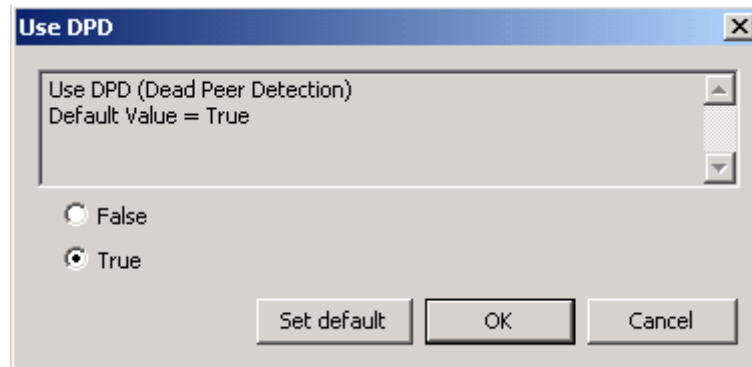 Use DPD
Use DPD (Dead Peer Detection)
Default Value = True
False
True
Set default
OK
Cancel